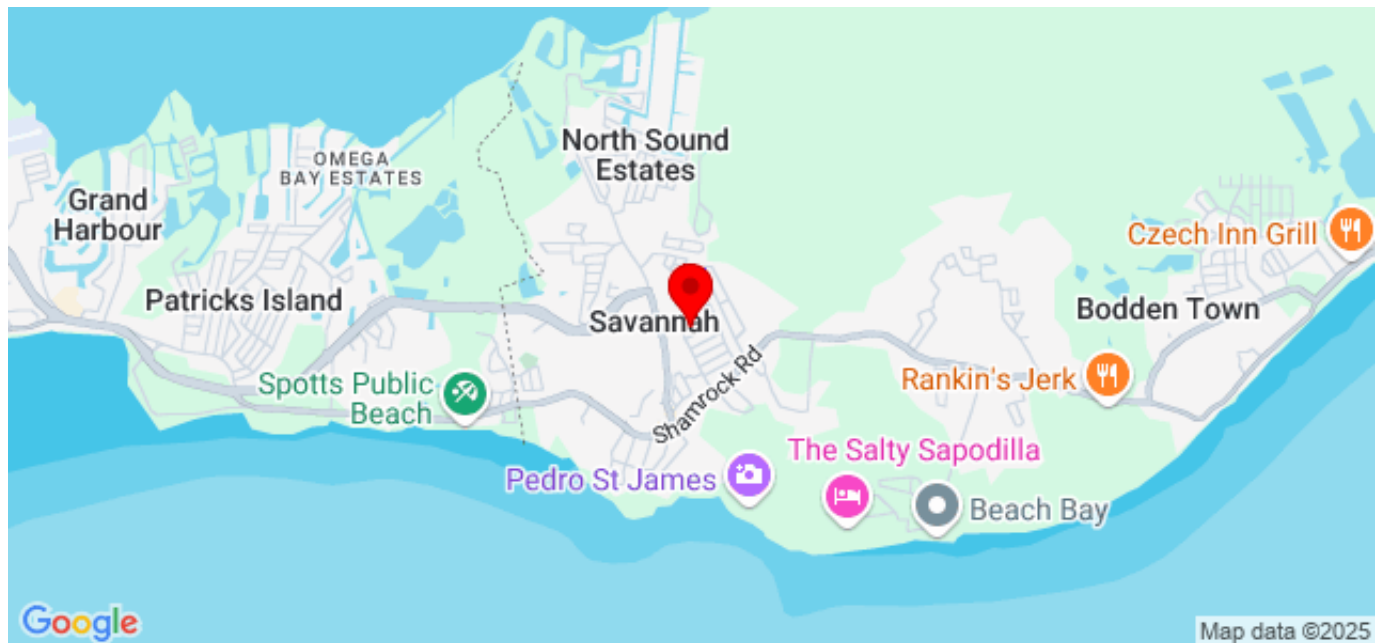 North Sound
Estates
OMEGA
BAY ESTATES
Grand
Harbour
Czech Inn Grill
Patricks Island
Savannah
Bodden Town
Spotts Public
Beach
Shamrock Rd
Rankin's Jerk
The Salty Sapodilla
Pedro St James
Beach Bay
Google
Map data ©2025